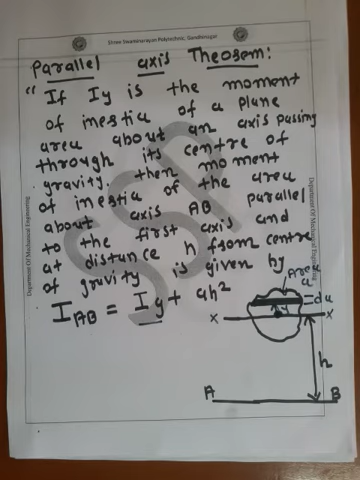 Shree Swaminarayan Polytechnic, Gandhinagar
Parallel axis Theorem:
"If Iy is the moment
of inertia of a plane
area about an axis passing
through its centre of
gravity. then moment
of inertia of the area
about axis AB parallel
to the first axis and
at distance h from centre
of gravity is given by
I AB = Iy + ah²
Area
a
= da
y
X X
h
A B
Department Of Mechanical Engineering
Department Of Mechanical Engineering
SSP